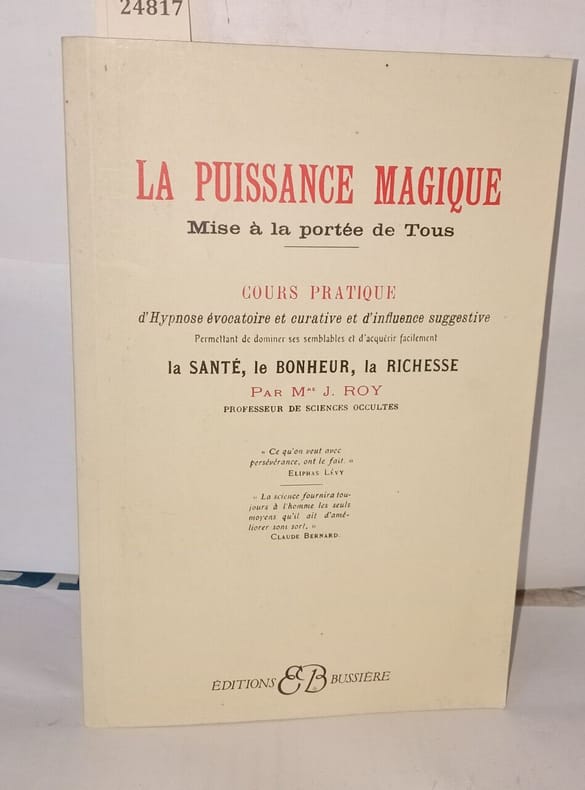 24817
LA PUISSANCE MAGIQUE
Mise à la portée de Tous
COURS PRATIQUE
d'Hypnose évocatoire et curative et d'influence suggestive
Permettant de dominer ses semblables et d'acquérir facilement
la SANTÉ, le BONHEUR, la RICHESSE
PAR Mme J. ROY
PROFESSEUR DE SCIENCES OCCULTES
« Ce qu'on veut avec
persévérance, ont le fait. »
ELIPHAS LÉVY
« La science fournira tou-
jours à l'homme les seuls
moyens qu'il ait d'amé-
liorer sons sort. »
CLAUDE BERNARD.
ÉDITIONS EB BUSSIÈRE